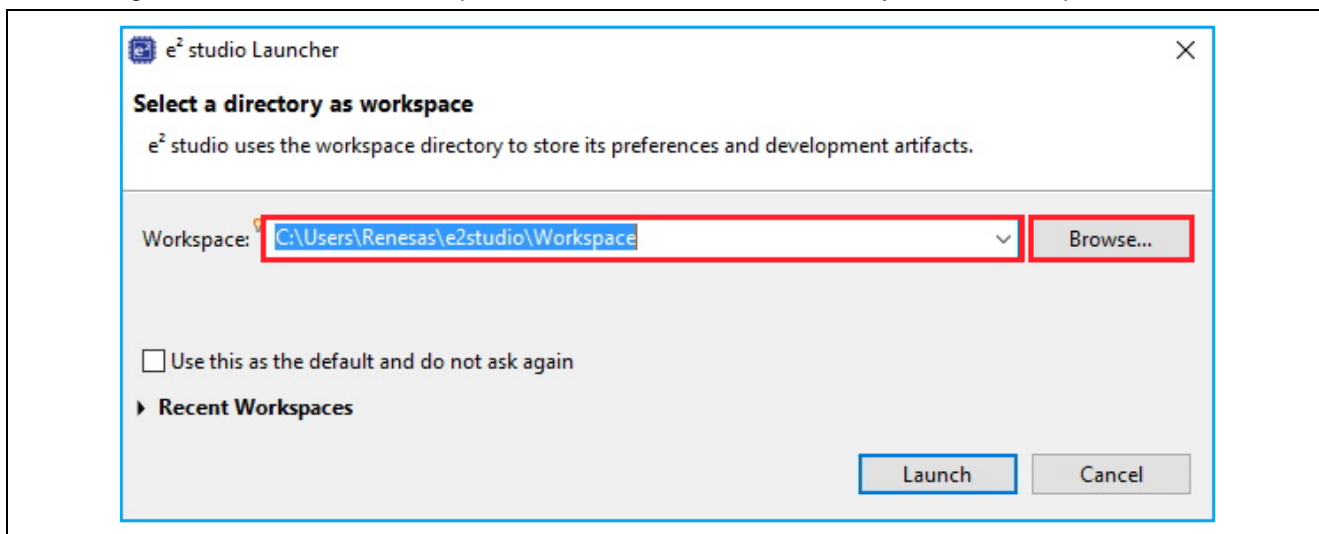 e² studio Launcher
Select a directory as workspace
e² studio uses the workspace directory to store its preferences and development artifacts.
Workspace: C:\Users\Renesas\e2studio\Workspace Browse...
Use this as the default and do not ask again
Recent Workspaces
Launch Cancel